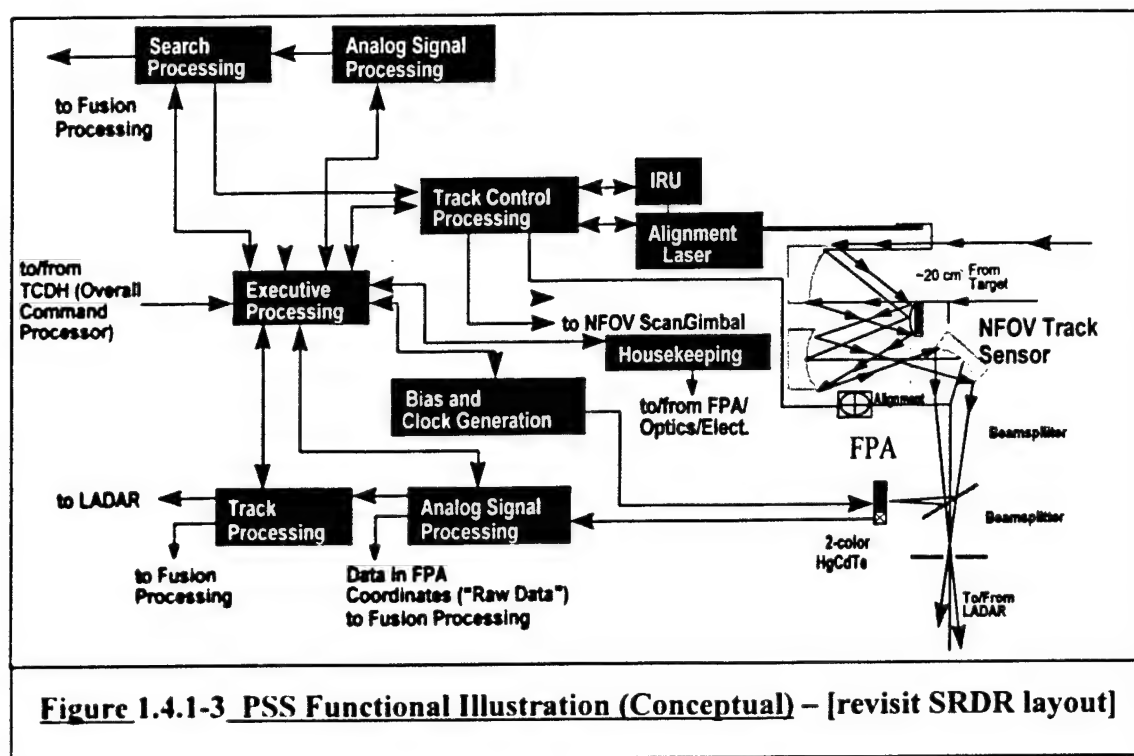 Search
Processing
Analog Signal
Processing
to Fusion
Processing
Track Control
Processing
IRU
Alignment
Laser
to/from
TCDH (Overall
Command
Processor)
Executive
Processing
~20 cm From
Target
to NFOV Scan/Gimbal
NFOV Track
Sensor
Housekeeping
Bias and
Clock Generation
to/from FPA/
Optics/Elect.
Alignment
FPA
Beamsplitter
to LADAR
Track
Processing
Analog Signal
Processing
Beamsplitter
2-color
HgCdTe
to Fusion
Processing
Data in FPA
Coordinates ("Raw Data")
to Fusion Processing
To/From
LADAR
Figure 1.4.1-3 PSS Functional Illustration (Conceptual) – [revisit SRDR layout]